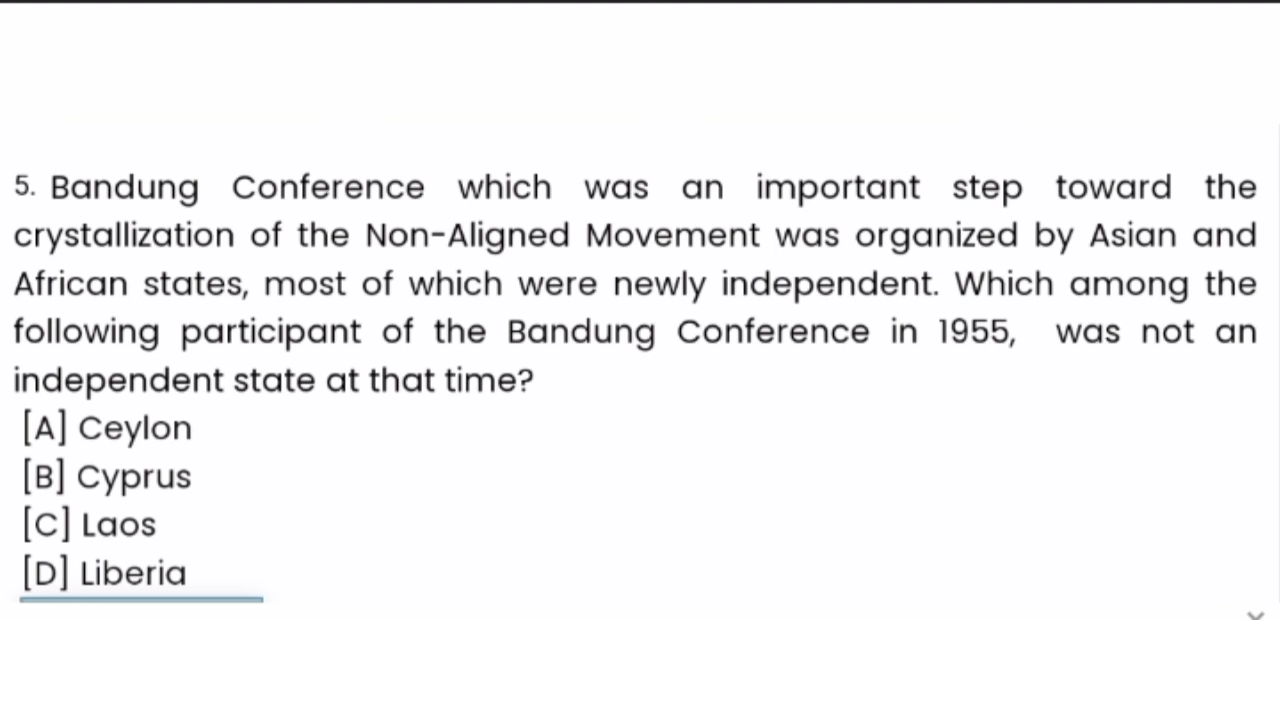 5. Bandung Conference which was an important step toward the
crystallization of the Non-Aligned Movement was organized by Asian and
African states, most of which were newly independent. Which among the
following participant of the Bandung Conference in 1955, was not an
independent state at that time?
[A] Ceylon
[B] Cyprus
[C] Laos
[D] Liberia